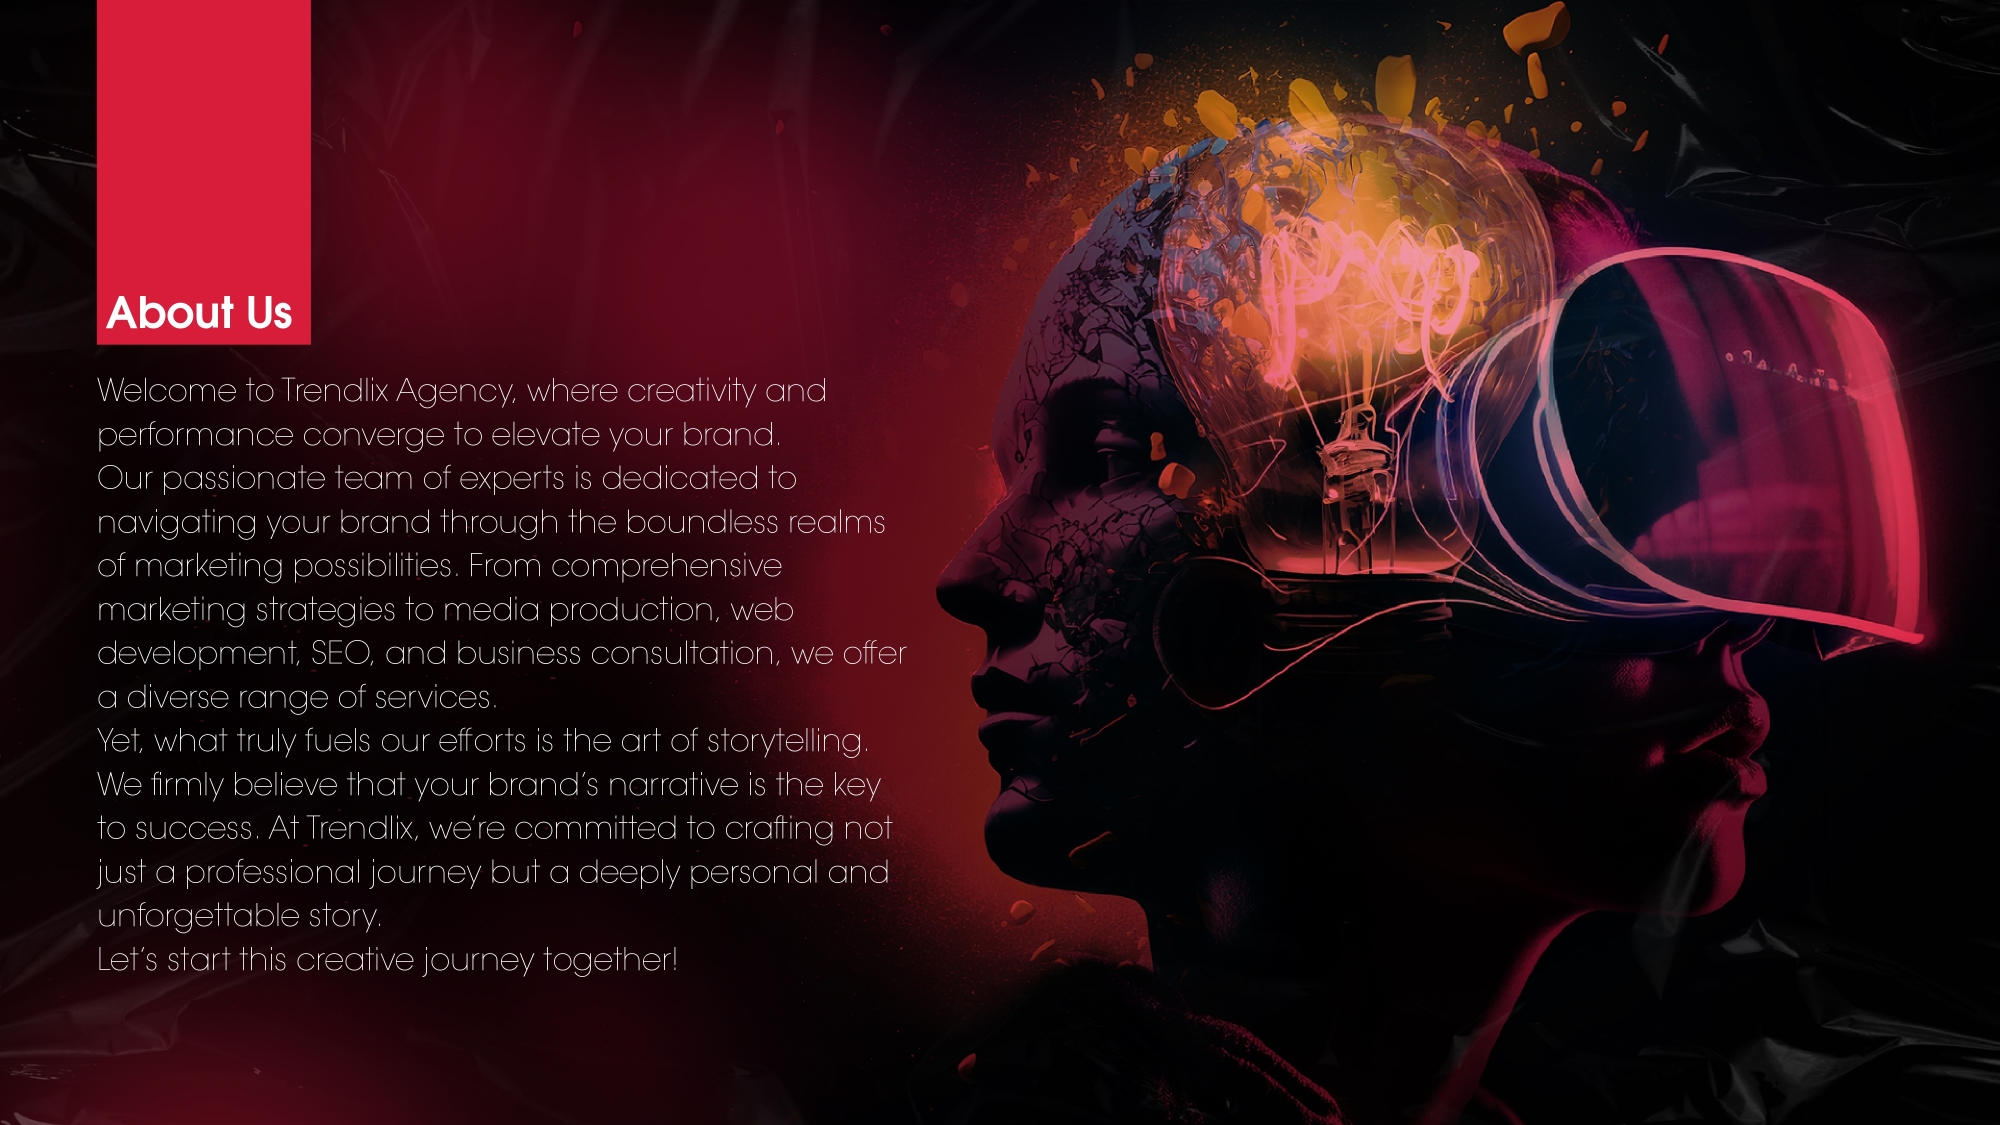 About Us
Welcome to Trendlix Agency, where creativity and
performance converge to elevate your brand.
Our passionate team of experts is dedicated to
navigating your brand through the boundless realms
of marketing possibilities. From comprehensive
marketing strategies to media production, web
development, SEO, and business consultation, we offer
a diverse range of services.
Yet, what truly fuels our efforts is the art of storytelling.
We firmly believe that your brand’s narrative is the key
to success. At Trendlix, we’re committed to crafting not
just a professional journey but a deeply personal and
unforgettable story.
Let’s start this creative journey together!